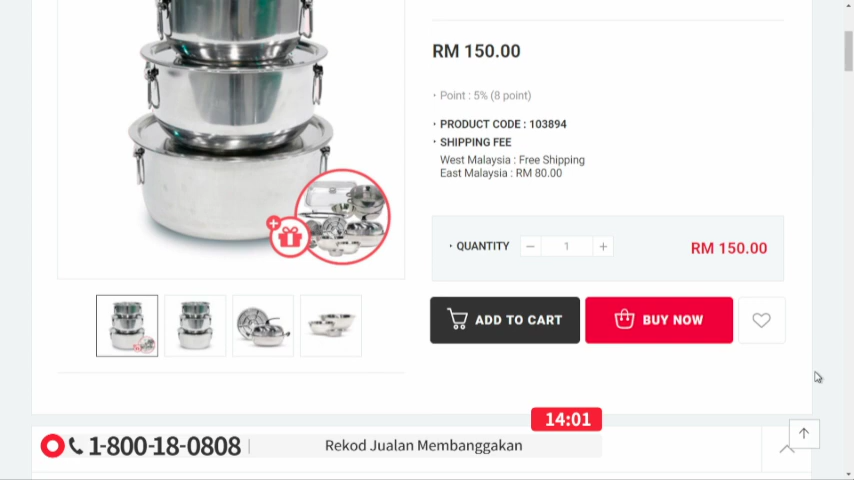 RM 150.00
· Point : 5% (8 point)
· PRODUCT CODE : 103894
· SHIPPING FEE
West Malaysia : Free Shipping
East Malaysia : RM 80.00
· QUANTITY − 1 + RM 150.00
ADD TO CART BUY NOW
14:01
1-800-18-0808 | Rekod Jualan Membanggakan